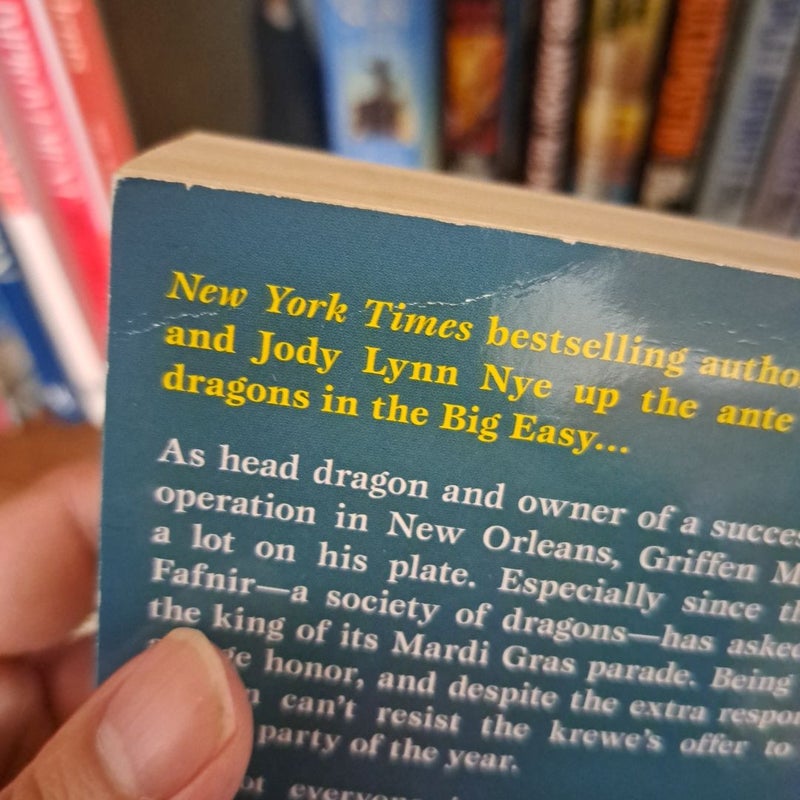 New York Times bestselling autho
and Jody Lynn Nye up the ante
dragons in the Big Easy...
As head dragon and owner of a succes
operation in New Orleans, Griffen M
a lot on his plate. Especially since th
Fafnir—a society of dragons—has asked
the king of its Mardi Gras parade. Being
honor, and despite the extra respon
can't resist the krewe's offer to
party of the year.
everyone